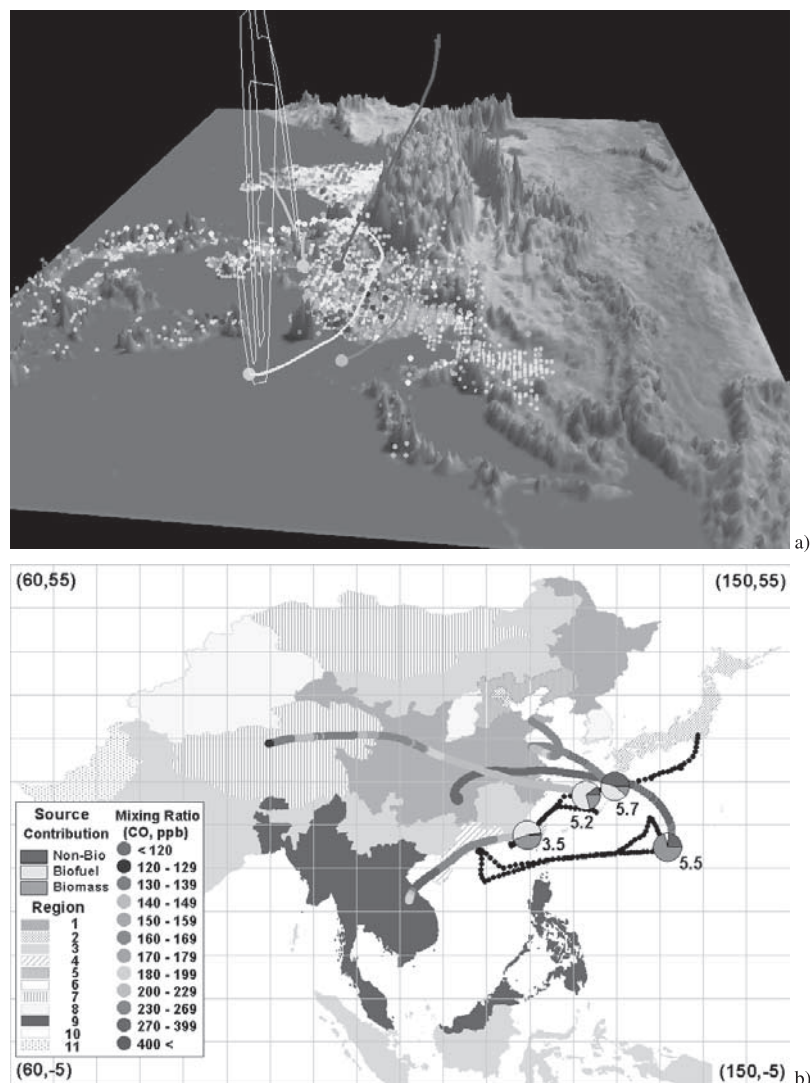 a)
(60,55)
(150,55)
Source
Contribution
Non-Bio
Biofuel
Biomass
Region
1
2
3
4
5
6
7
8
9
10
11
Mixing Ratio
(CO, ppb)
< 120
120 - 129
130 - 139
140 - 149
150 - 159
160 - 169
170 - 179
180 - 199
200 - 229
230 - 269
270 - 399
400 <
5.2
5.7
3.5
5.5
(60,-5)
(150,-5)
b)